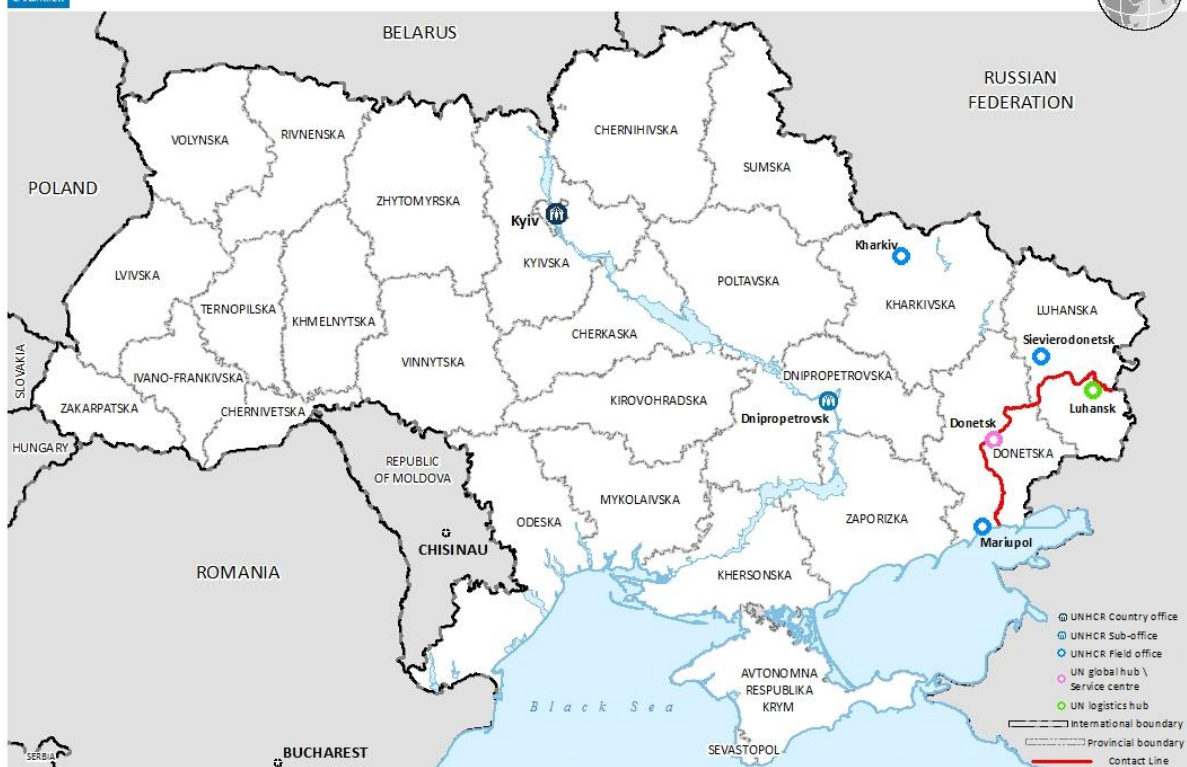 BELARUS
RUSSIAN
FEDERATION
POLAND
VOLYNSKA
RIVNENSKA
CHERNIHIVSKA
SUMSKA
ZHYTOMYRSKA
Kyiv
KYIVSKA
Kharkiv
LVIVSKA
TERNOPILSKA
KHMELNYTSKA
POLTAVSKA
KHARKIVSKA
LUHANSKA
CHERKASKA
Sievierodonetsk
SLOVAKIA
VINNYTSKA
IVANO-FRANKIVSKA
DNIPROPETROVSKA
ZAKARPATSKA
CHERNIVETSKA
KIROVOHRADSKA
Dnipropetrovsk
Luhansk
Donetsk
HUNGARY
DONETSKA
REPUBLIC
OF MOLDOVA
MYKOLAIVSKA
ODESKA
ZAPORIZKA
CHISINAU
Mariupol
ROMANIA
KHERSONSKA
AVTONOMNA
RESPUBLIKA
KRYM
Black Sea
SEVASTOPOL
SERBIA
BUCHAREST
UNHCR Country office
UNHCR Sub-office
UNHCR Field office
UN global hub \
Service centre
UN logistics hub
International boundary
Provincial boundary
Contact Line